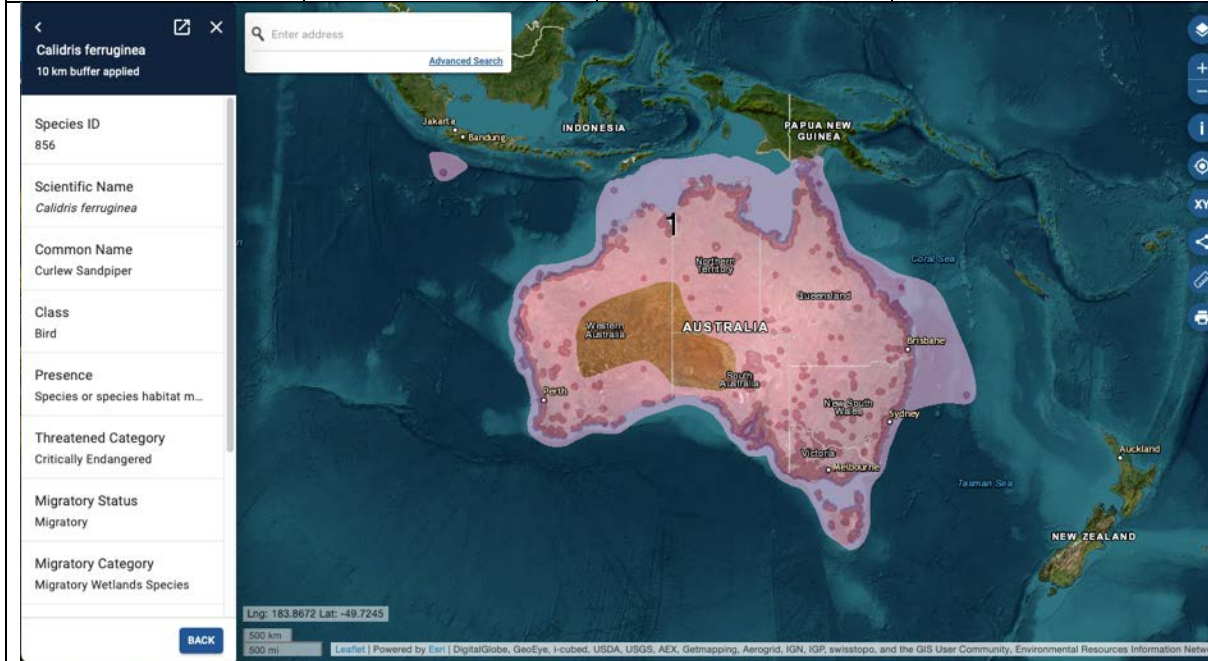 Calidris ferruginea
10 km buffer applied
Species ID
856
Scientific Name
Calidris ferruginea
Common Name
Curlew Sandpiper
Class
Bird
Presence
Species or species habitat m...
Threatened Category
Critically Endangered
Migratory Status
Migratory
Migratory Category
Migratory Wetlands Species
BACK
Enter address
Advanced Search
Jakarta
Bandung
INDONESIA
PAPUA NEW
GUINEA
1
Northern
Territory
Coral Sea
Queensland
Western
Australia
AUSTRALIA
Brisbane
South
Australia
Perth
New South
Wales
Sydney
Victoria
Melbourne
Auckland
Tasman Sea
NEW ZEALAND
XY
Lng: 183.8672 Lat: -49.7245
500 km
500 mi
Leaflet | Powered by Esri | DigitalGlobe, GeoEye, i-cubed, USDA, USGS, AEX, Getmapping, Aerogrid, IGN, IGP, swisstopo, and the GIS User Community, Environmental Resources Information Netw